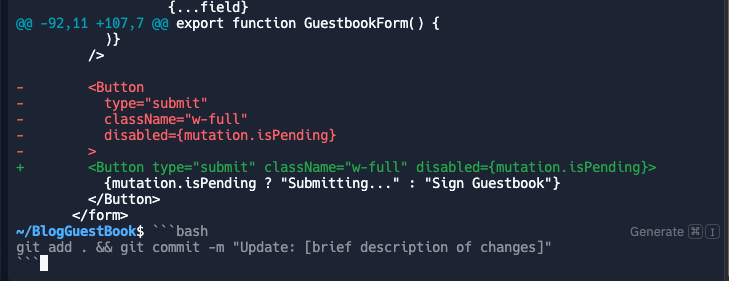 {...field}
@@ -92,11 +107,7 @@ export function GuestbookForm() {
)}
/>
-        <Button
-          type="submit"
-          className="w-full"
-          disabled={mutation.isPending}
-        >
+        <Button type="submit" className="w-full" disabled={mutation.isPending}>
{mutation.isPending ? "Submitting..." : "Sign Guestbook"}
</Button>
</form>
~/BlogGuestBook$ ```bash Generate ⌘ I
git add . && git commit -m "Update: [brief description of changes]"
```